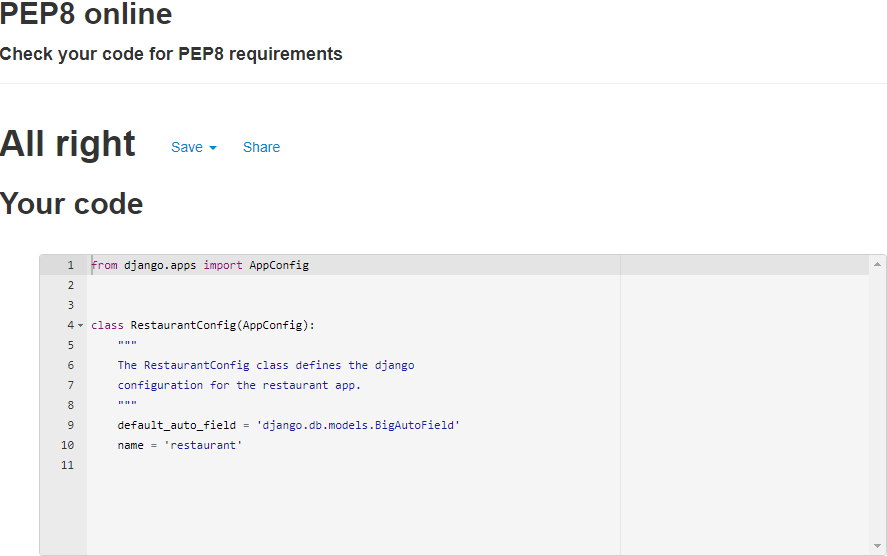 PEP8 online
Check your code for PEP8 requirements
All right Save Share
Your code
1 from django.apps import AppConfig
2
3
4 class RestaurantConfig(AppConfig):
5 """
6 The RestaurantConfig class defines the django
7 configuration for the restaurant app.
8 """
9 default_auto_field = 'django.db.models.BigAutoField'
10 name = 'restaurant'
11